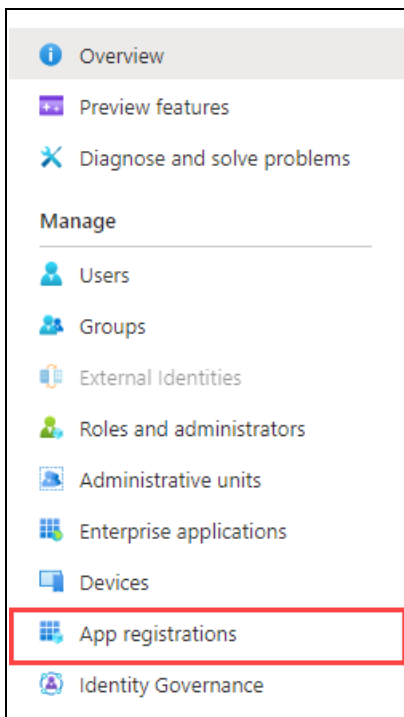 Overview
Preview features
Diagnose and solve problems
Manage
Users
Groups
External Identities
Roles and administrators
Administrative units
Enterprise applications
Devices
App registrations
Identity Governance